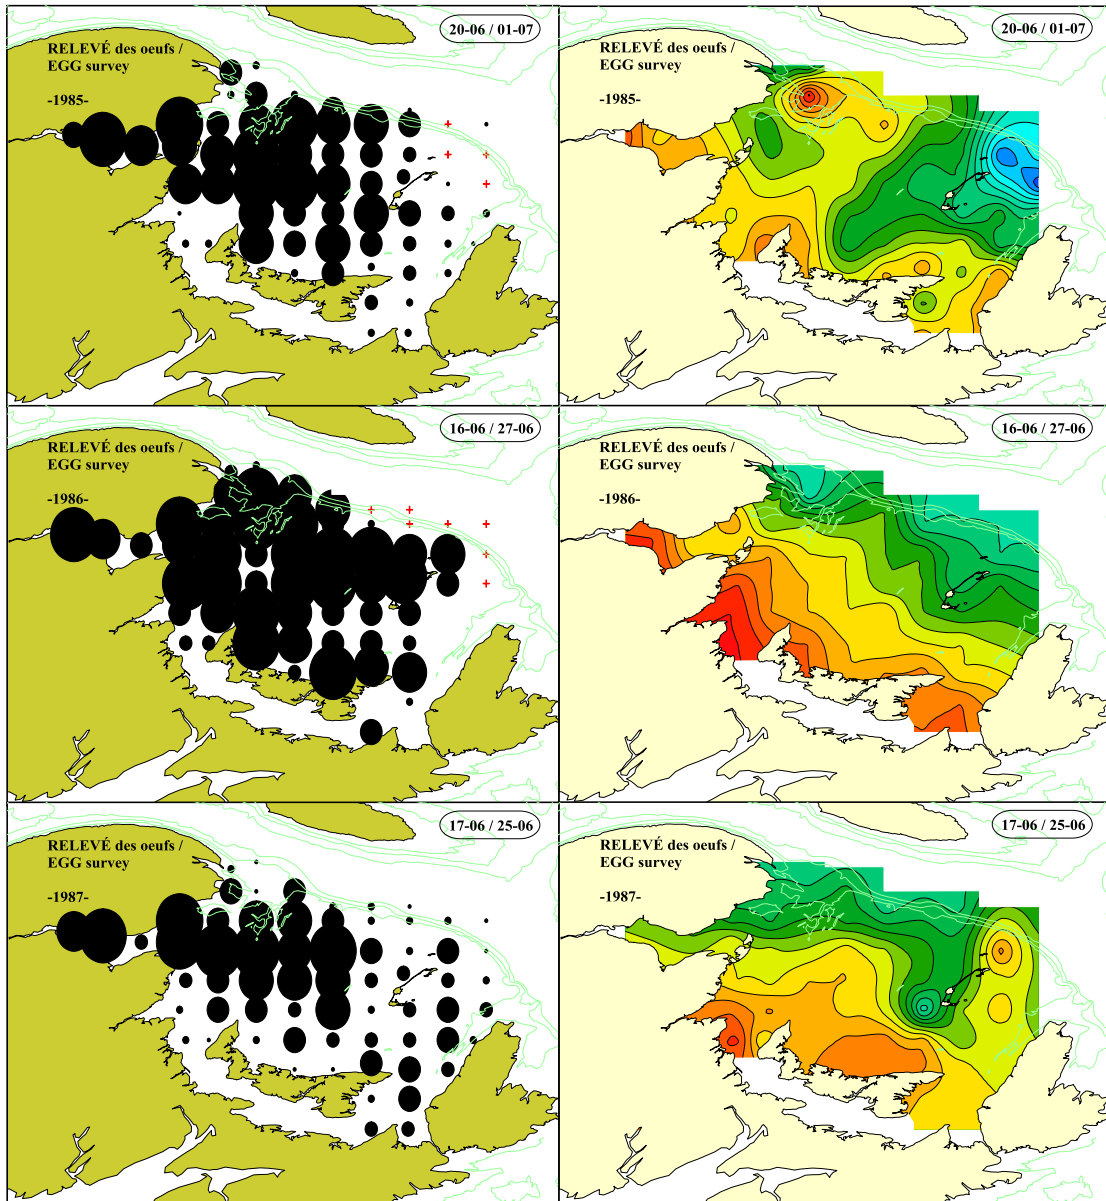 20-06 / 01-07
RELEVÉ des oeufs /
EGG survey
-1985-
20-06 / 01-07
RELEVÉ des oeufs /
EGG survey
-1985-
16-06 / 27-06
RELEVÉ des oeufs /
EGG survey
-1986-
16-06 / 27-06
RELEVÉ des oeufs /
EGG survey
-1986-
17-06 / 25-06
RELEVÉ des oeufs /
EGG survey
-1987-
17-06 / 25-06
RELEVÉ des oeufs /
EGG survey
-1987-